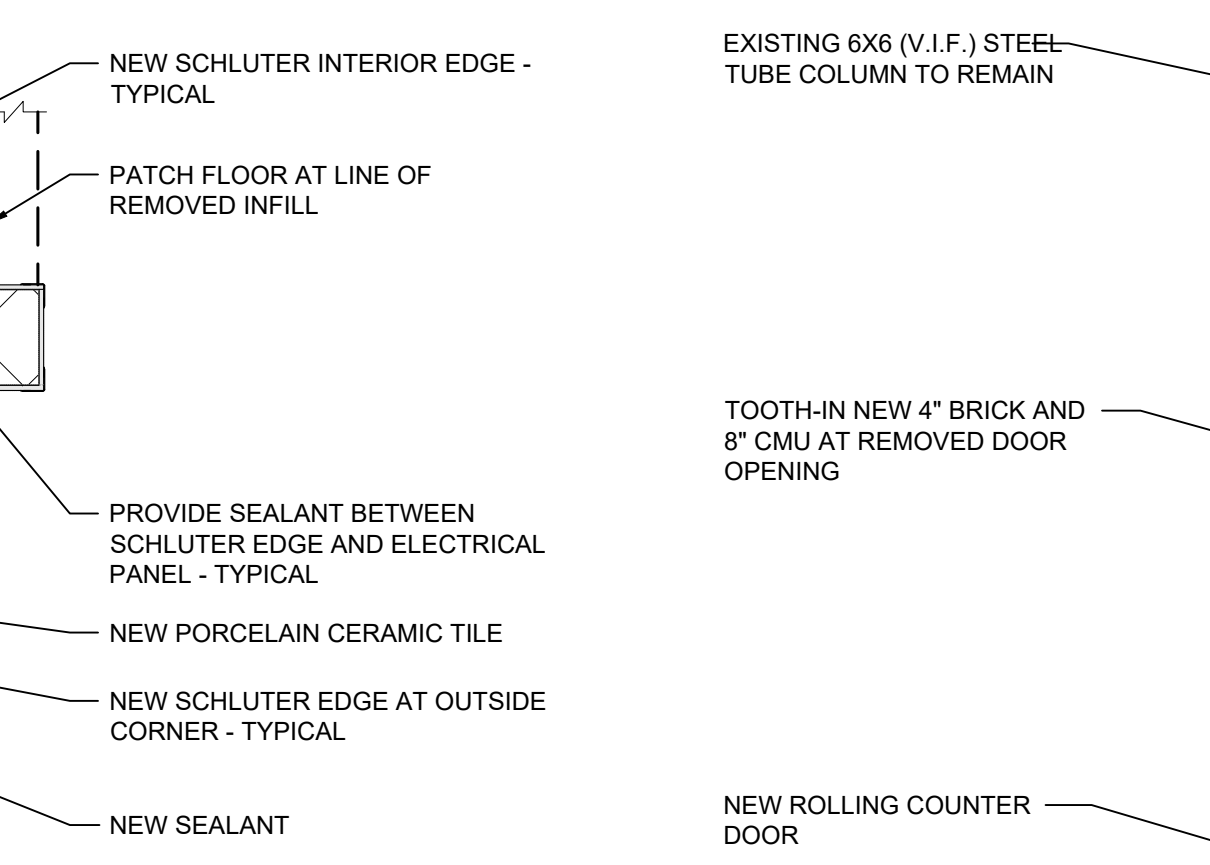 NEW SCHLUTER INTERIOR EDGE -
TYPICAL
PATCH FLOOR AT LINE OF
REMOVED INFILL
PROVIDE SEALANT BETWEEN
SCHLUTER EDGE AND ELECTRICAL
PANEL - TYPICAL
NEW PORCELAIN CERAMIC TILE
NEW SCHLUTER EDGE AT OUTSIDE
CORNER - TYPICAL
NEW SEALANT
EXISTING 6X6 (V.I.F.) STEEL
TUBE COLUMN TO REMAIN
TOOTH-IN NEW 4" BRICK AND
8" CMU AT REMOVED DOOR
OPENING
NEW ROLLING COUNTER
DOOR